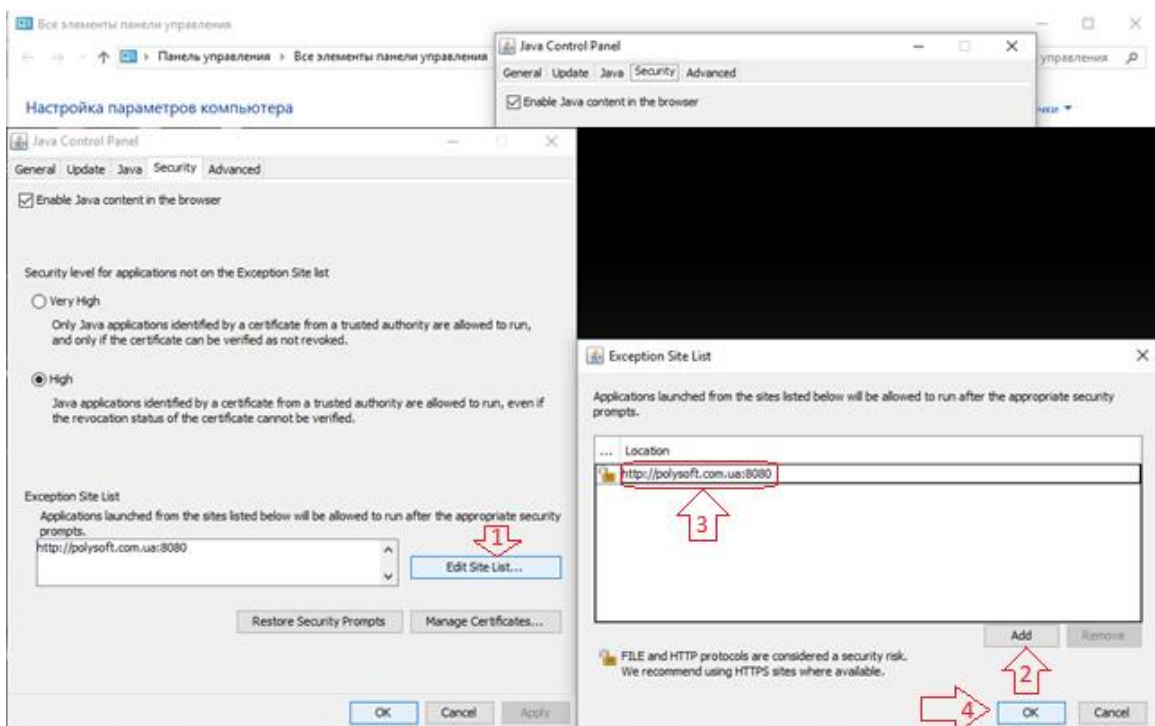 Все элементы панели управления
Панель управления > Все элементы панели управления
управления
Настройка параметров компьютера
Java Control Panel
General Update Java Security Advanced
Enable Java content in the browser
Java Control Panel
General Update Java Security Advanced
Enable Java content in the browser
Security level for applications not on the Exception Site list
Very High
Only Java applications identified by a certificate from a trusted authority are allowed to run,
and only if the certificate can be verified as not revoked.
High
Java applications identified by a certificate from a trusted authority are allowed to run, even if
the revocation status of the certificate cannot be verified.
Exception Site List
Applications launched from the sites listed below will be allowed to run after the appropriate security
prompts.
http://polysoft.com.ua:8080
1
Edit Site List...
Restore Security Prompts Manage Certificates...
OK Cancel Apply
Exception Site List
Applications launched from the sites listed below will be allowed to run after the appropriate security
prompts.
... Location
http://polysoft.com.ua:8080
3
Add Remove
FILE and HTTP protocols are considered a security risk.
We recommend using HTTPS sites where available.
2
4
OK Cancel